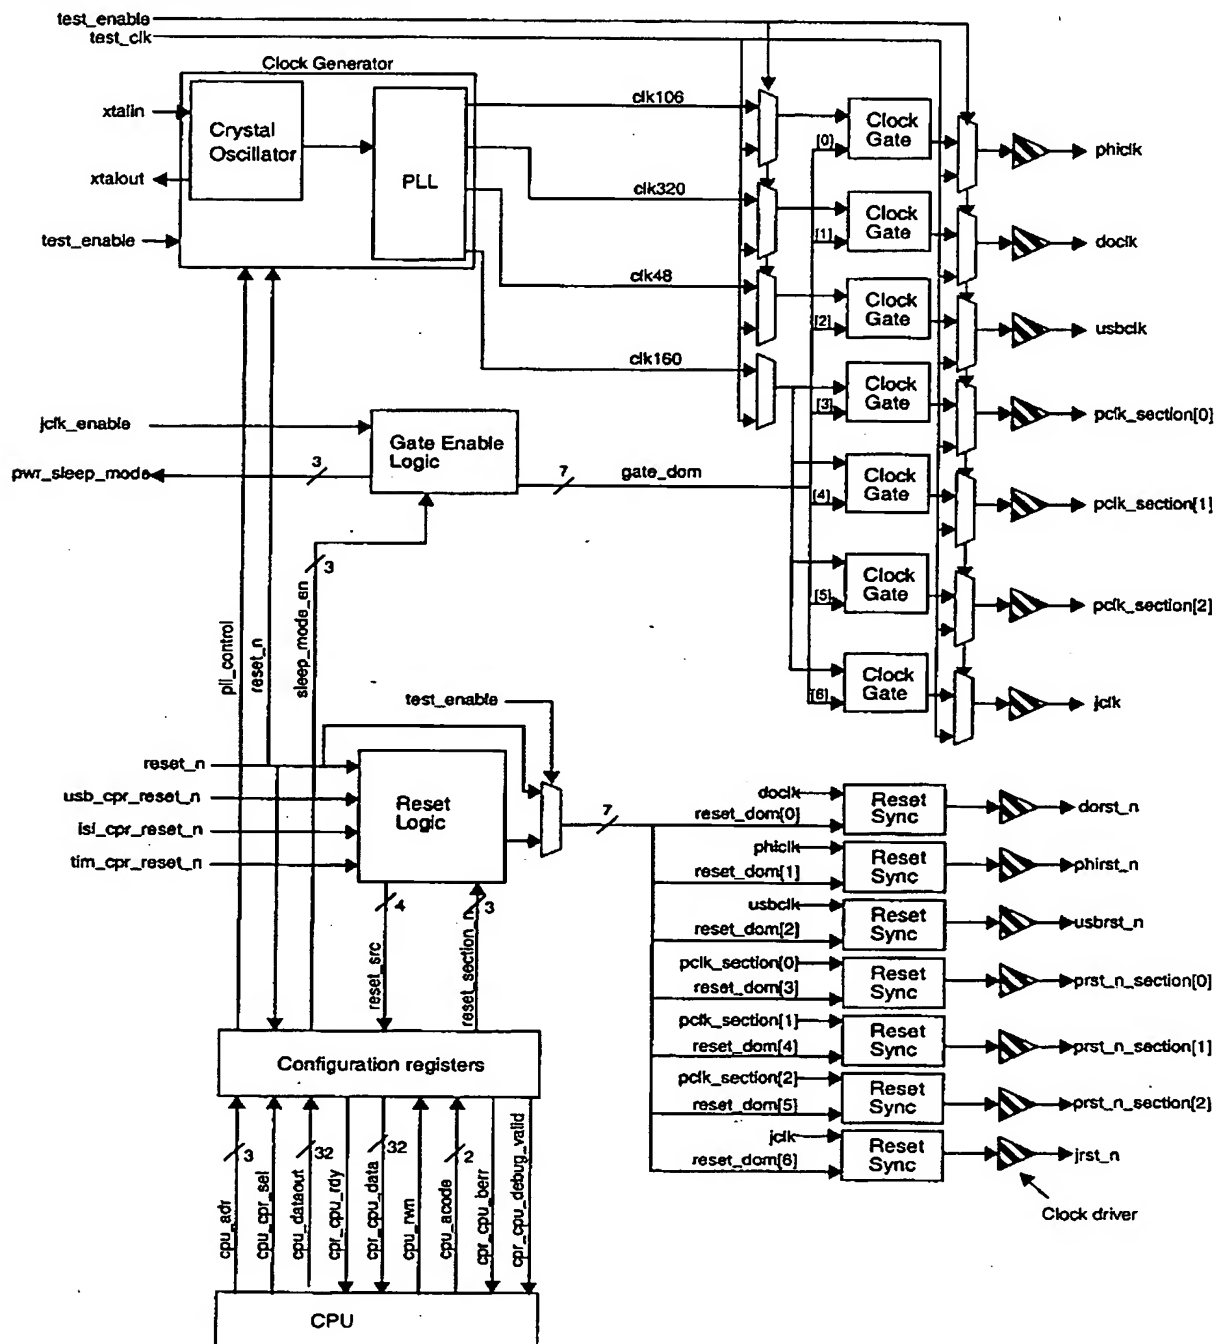 test_enable
test_clk
Clock Generator
xtalin
Crystal
Oscillator
xtalout
PLL
test_enable
clk106
clk320
clk48
clk160
[0]
Clock
Gate
phiclk
[1]
Clock
Gate
doclk
[2]
Clock
Gate
usbclk
[3]
Clock
Gate
pclk_section[0]
[4]
Clock
Gate
pclk_section[1]
[5]
Clock
Gate
pclk_section[2]
[6]
Clock
Gate
jclk
jclk_enable
Gate Enable
Logic
pwr_sleep_mode
3
7
gate_dom
3
pll_control
reset_n
sleep_mode_en
test_enable
reset_n
usb_cpr_reset_n
isi_cpr_reset_n
tim_cpr_reset_n
Reset
Logic
7
4
3
reset_src
reset_section_n
doclk
reset_dom[0]
Reset
Sync
dorst_n
phiclk
reset_dom[1]
Reset
Sync
phirst_n
usbclk
reset_dom[2]
Reset
Sync
usbrst_n
pclk_section[0]
reset_dom[3]
Reset
Sync
prst_n_section[0]
pclk_section[1]
reset_dom[4]
Reset
Sync
prst_n_section[1]
pclk_section[2]
reset_dom[5]
Reset
Sync
prst_n_section[2]
jclk
reset_dom[6]
Reset
Sync
jrst_n
Clock driver
Configuration registers
3
32
32
2
cpu_adr
cpu_cpr_sel
cpu_dataout
cpr_cpu_rdy
cpr_cpu_data
cpu_rwn
cpu_acode
cpr_cpu_berr
cpr_cpu_debug_valid
CPU